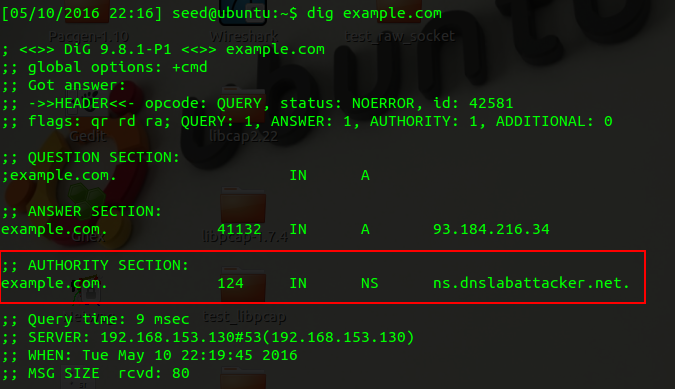 [05/10/2016 22:16] seed@ubuntu:~$ dig example.com
Pacgen-1.10 Wireshark test_raw_socket
; <<>> DiG 9.8.1-P1 <<>> example.com
;; global options: +cmd
;; Got answer:
;; ->>HEADER<<- opcode: QUERY, status: NOERROR, id: 42581
;; flags: qr rd ra; QUERY: 1, ANSWER: 1, AUTHORITY: 1, ADDITIONAL: 0
Gedit libcap2.22
;; QUESTION SECTION:
;example.com. IN A
;; ANSWER SECTION:
example.com. 41132 IN A 93.184.216.34
Ghex libpcap-1.7.4
;; AUTHORITY SECTION:
example.com. 124 IN NS ns.dnslabattacker.net.
test_libpcap
;; Query time: 9 msec
;; SERVER: 192.168.153.130#53(192.168.153.130)
;; WHEN: Tue May 10 22:19:45 2016
;; MSG SIZE rcvd: 80